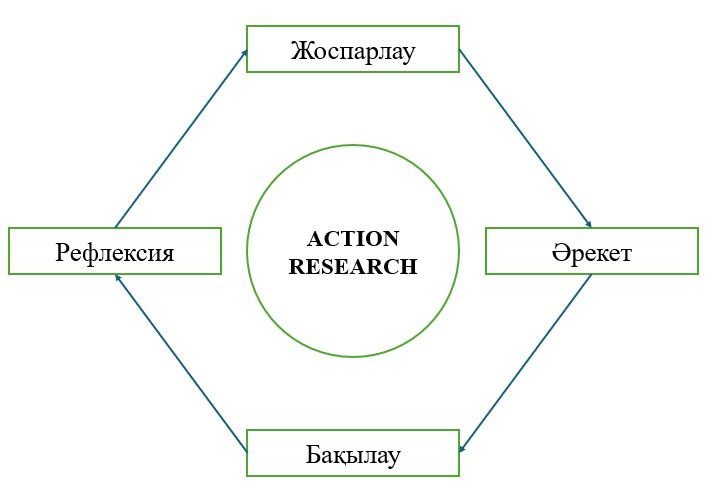 Жоспарлау
Рефлексия
ACTION
RESEARCH
Әрекет
Бақылау